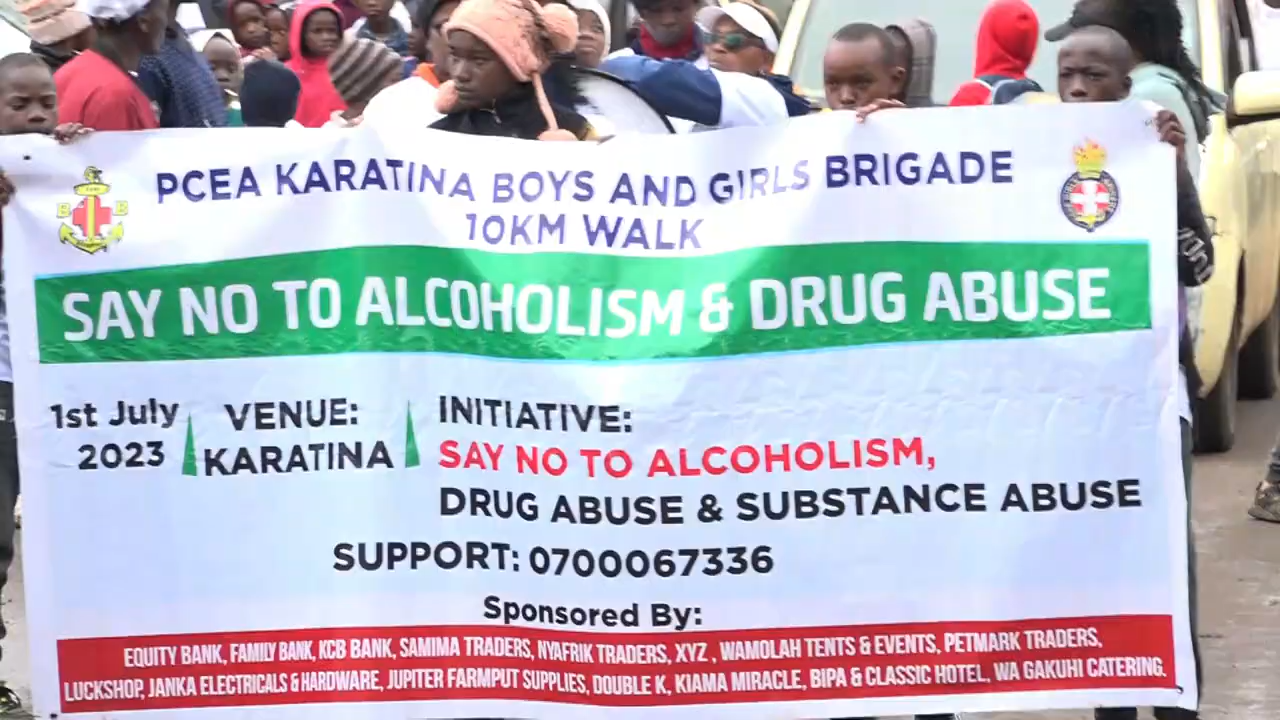 PCEA KARATINA BOYS AND GIRLS BRIGADE
10KM WALK
B B
SAY NO TO ALCOHOLISM & DRUG ABUSE
1st July
2023
VENUE:
KARATINA
INITIATIVE:
SAY NO TO ALCOHOLISM,
DRUG ABUSE & SUBSTANCE ABUSE
SUPPORT: 0700067336
Sponsored By:
EQUITY BANK, FAMILY BANK, KCB BANK, SAMIMA TRADERS, NYAFRIK TRADERS, XYZ , WAMOLAH TENTS & EVENTS, PETMARK TRADERS,
LUCKSHOP, JANKA ELECTRICALS & HARDWARE, JUPITER FARMPUT SUPPLIES, DOUBLE K, KIAMA MIRACLE, BIPA & CLASSIC HOTEL, WA GAKUHI CATERING.